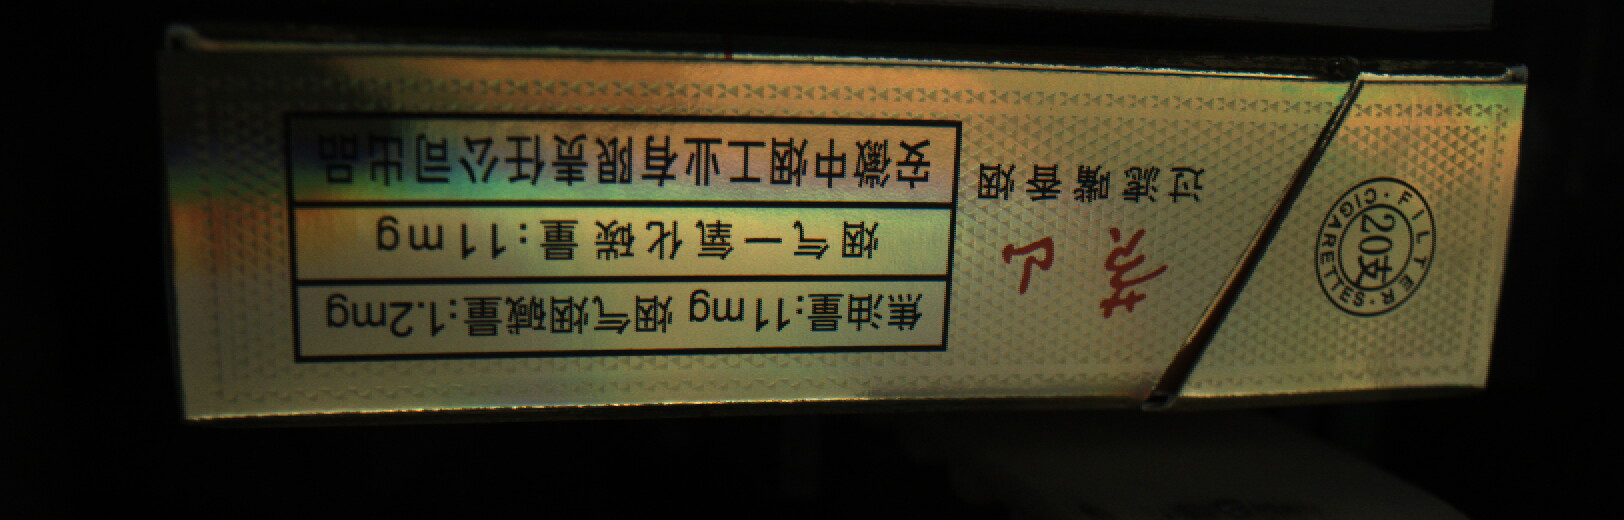 FILTER
CIGARETTES
20支
黄山
过滤嘴香烟
焦油量:11mg 烟气烟碱量:1.2mg
烟气一氧化碳量:11mg
安徽中烟工业有限责任公司出品